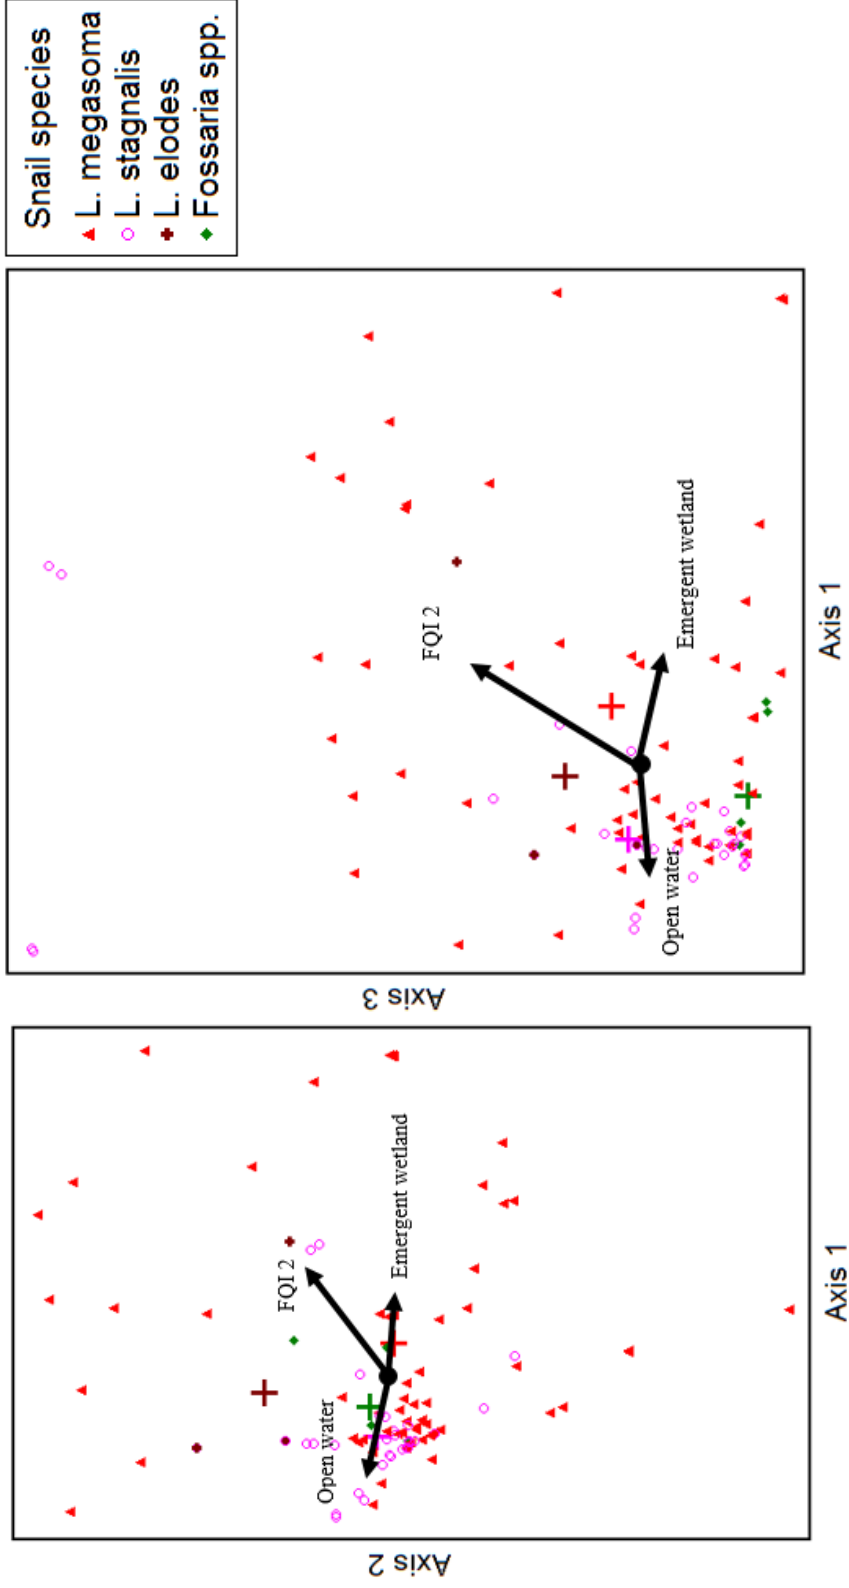 Axis 2
Open water
FQI 2
Emergent wetland
Axis 1
Axis 3
Open water
FQI 2
Emergent wetland
Axis 1
Snail species
L. megasoma
L. stagnalis
L. elodes
Fossaria spp.